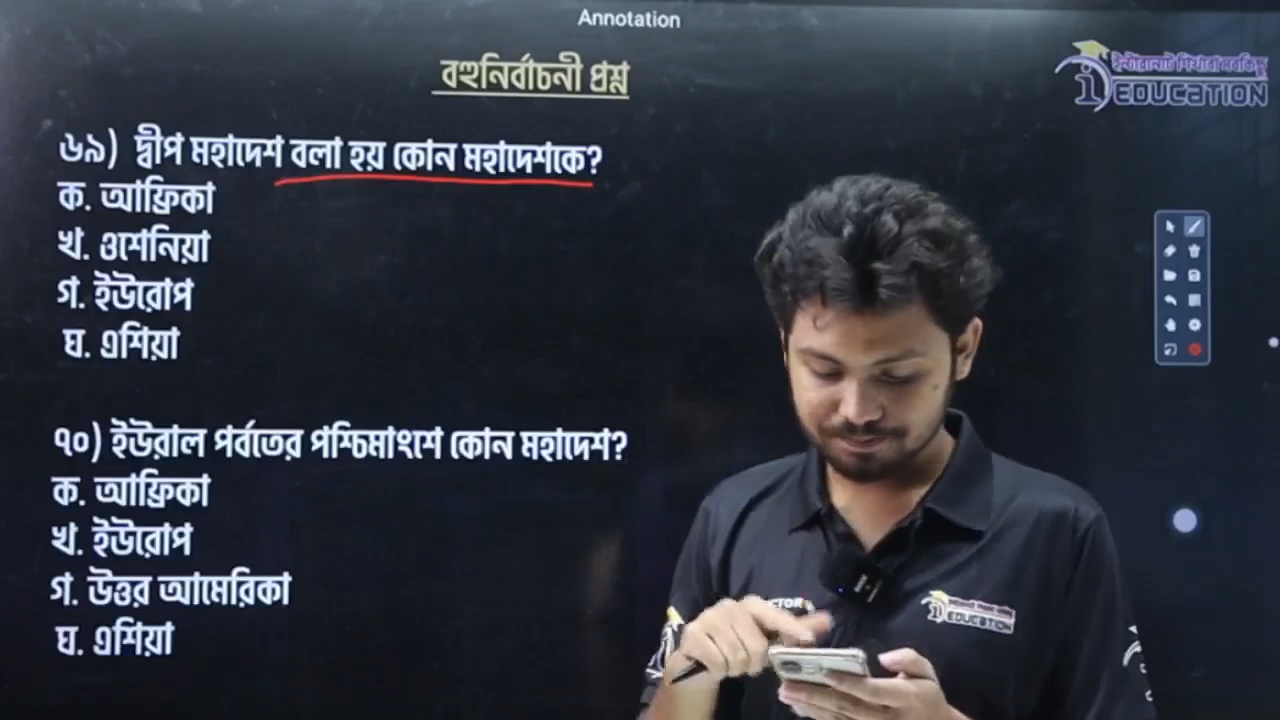 Annotation
বহুনির্বাচনী প্রশ্ন
EDUCATION
৬৯) দ্বীপ মহাদেশ বলা হয় কোন মহাদেশকে?
ক. আফ্রিকা
খ. ওশেনিয়া
গ. ইউরোপ
ঘ. এশিয়া
৭০) ইউরাল পর্বতের পশ্চিমাংশে কোন মহাদেশ?
ক. আফ্রিকা
খ. ইউরোপ
গ. উত্তর আমেরিকা
ঘ. এশিয়া
EDUCATION